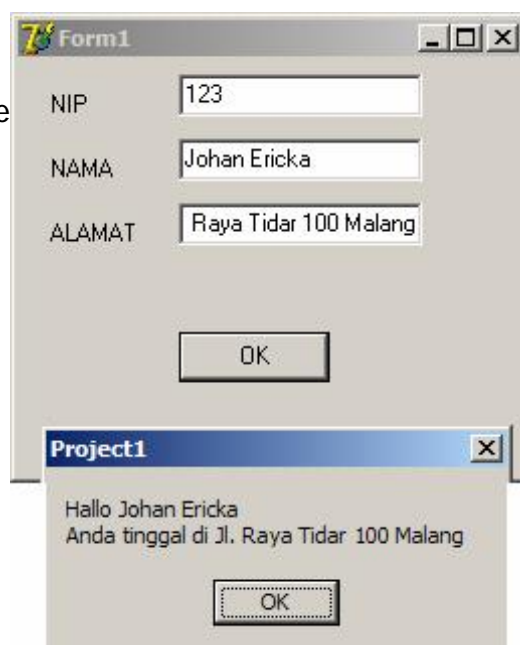 Form1
e
NIP 123
NAMA Johan Ericka
ALAMAT Raya Tidar 100 Malang
OK
Project1
Hallo Johan Ericka
Anda tinggal di Jl. Raya Tidar 100 Malang
OK